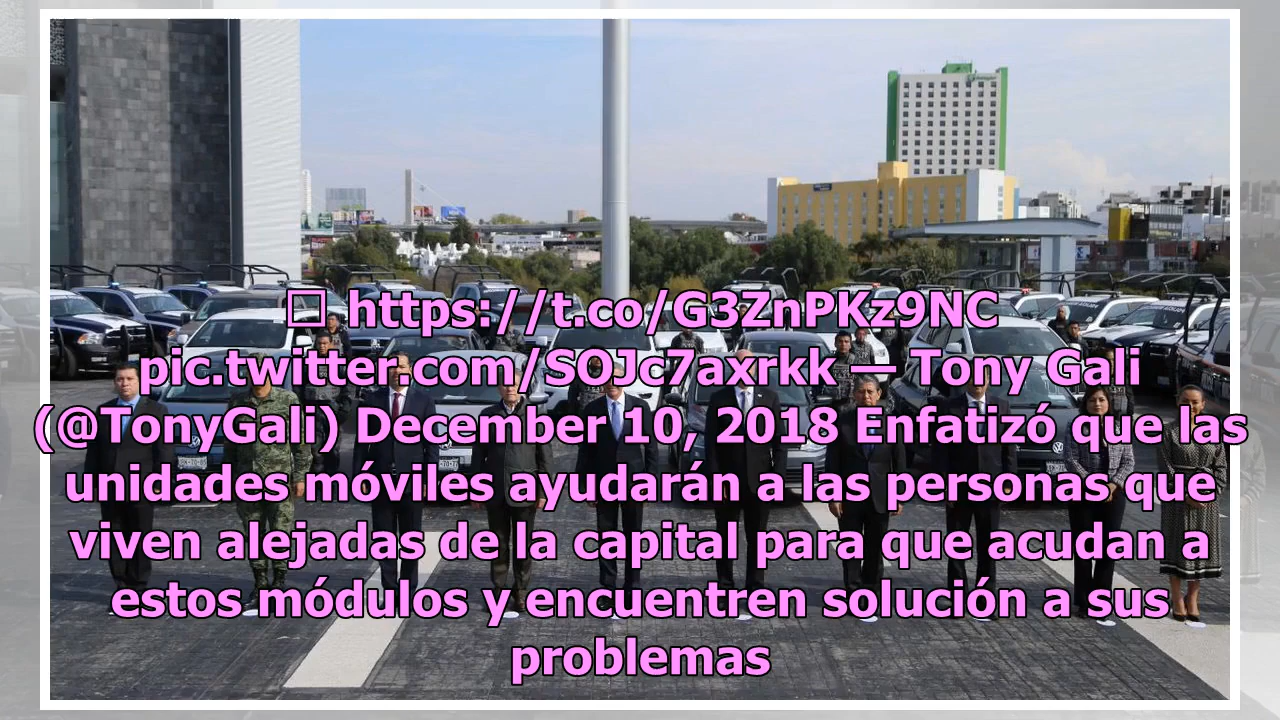 □ https://t.co/G3ZnPKz9NC
pic.twitter.com/SOJc7axrkk — Tony Gali
(@TonyGali) December 10, 2018 Enfatizó que las
unidades móviles ayudarán a las personas que
viven alejadas de la capital para que acudan a
estos módulos y encuentren solución a sus
problemas